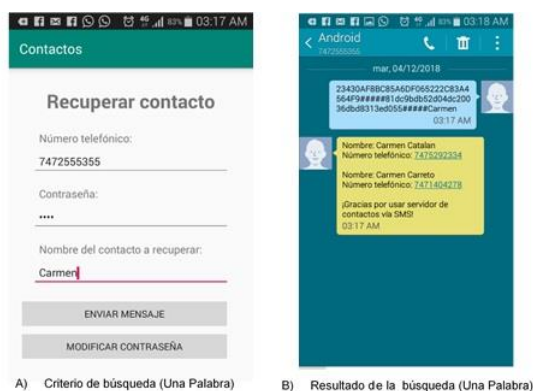 83% 03:17 AM
Contactos
Recuperar contacto
Número telefónico:
7472555355
Contraseña:
••••
Nombre del contacto a recuperar:
Carmen
ENVIAR MENSAJE
MODIFICAR CONTRASEÑA
A) Criterio de búsqueda (Una Palabra)
81% 03:18 AM
Android
7472555355
mar, 04/12/2018
23430AF8BC85A6DF065222C83A4
564F9#####81dc9bdb52d04dc200
36dbd8313ed055#####Carmen
03:17 AM
Nombre: Carmen Catalan
Número telefónico: 7475292334
Nombre: Carmen Carreto
Número telefónico: 7471404278
¡Gracias por usar servidor de
contactos vía SMS!
03:17 AM
B) Resultado de la búsqueda (Una Palabra)